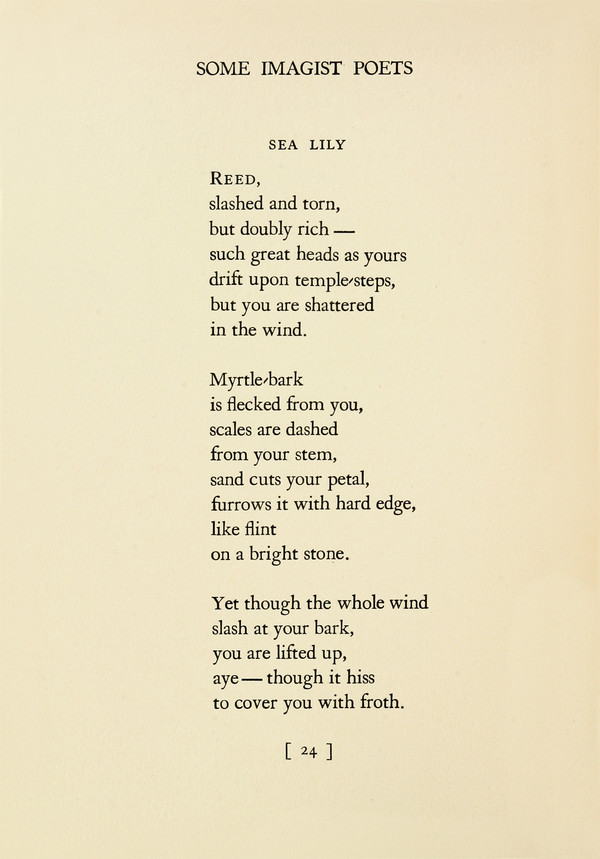 SOME IMAGIST POETS
SEA LILY
REED,
slashed and torn,
but doubly rich —
such great heads as yours
drift upon temple-steps,
but you are shattered
in the wind.
Myrtle-bark
is flecked from you,
scales are dashed
from your stem,
sand cuts your petal,
furrows it with hard edge,
like flint
on a bright stone.
Yet though the whole wind
slash at your bark,
you are lifted up,
aye — though it hiss
to cover you with froth.
[ 24 ]